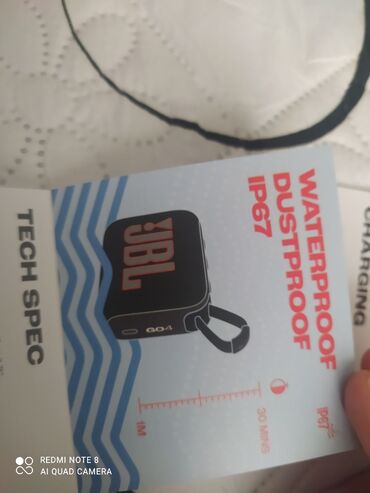 WATERPROOF
DUSTPROOF
IP67
JBL
GO4
30 MINS
1M
IP67
TECH SPEC
CHARGING
REDMI NOTE 8
AI QUAD CAMERA